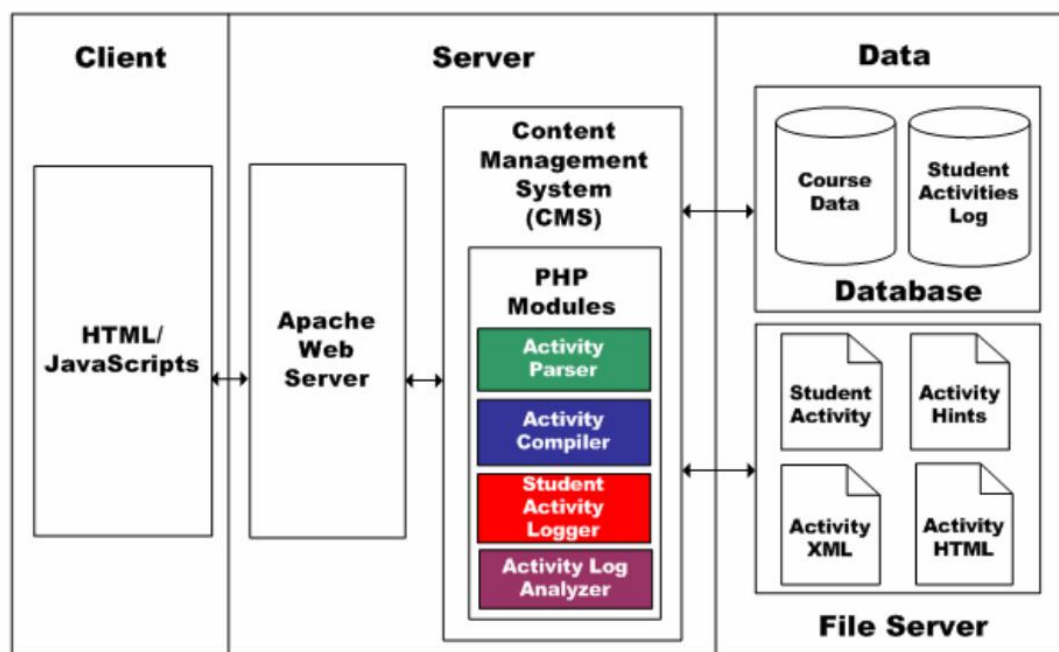 Client
Server
Data
HTML/
JavaScripts
Apache
Web
Server
Content
Management
System
(CMS)
PHP
Modules
Activity
Parser
Activity
Compiler
Student
Activity
Logger
Activity Log
Analyzer
Course
Data
Student
Activities
Log
Database
Student
Activity
Activity
Hints
Activity
XML
Activity
HTML
File Server